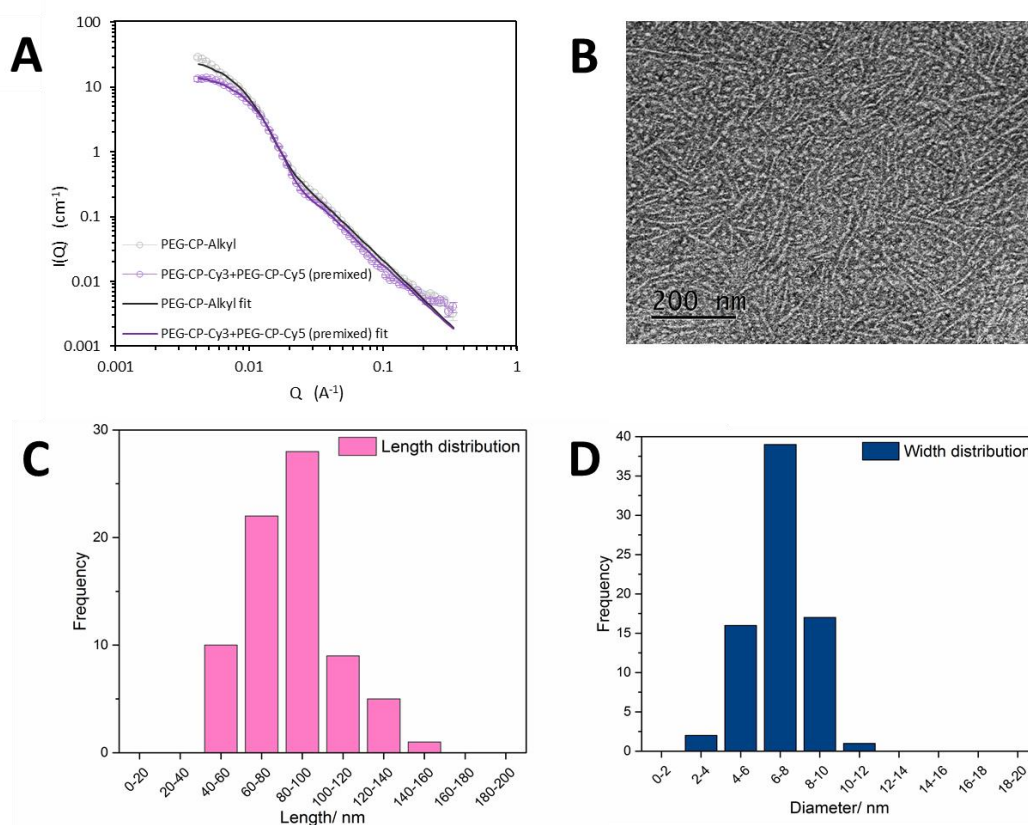 A
100
10
1
0.1
0.01
0.001
I(Q) (cm-1)
PEG-CP-Alkyl
PEG-CP-Cy3+PEG-CP-Cy5 (premixed)
PEG-CP-Alkyl fit
PEG-CP-Cy3+PEG-CP-Cy5 (premixed) fit
0.001 0.01 0.1 1
Q (A-1)
B
200 nm
C
Length distribution
30
20
10
0
Frequency
0-20 20-40 40-60 60-80 80-100 100-120 120-140 140-160 160-180 180-200
Length/ nm
D
Width distribution
40
35
30
25
20
15
10
5
0
Frequency
0-2 2-4 4-6 6-8 8-10 10-12 12-14 14-16 16-18 18-20
Diameter/ nm